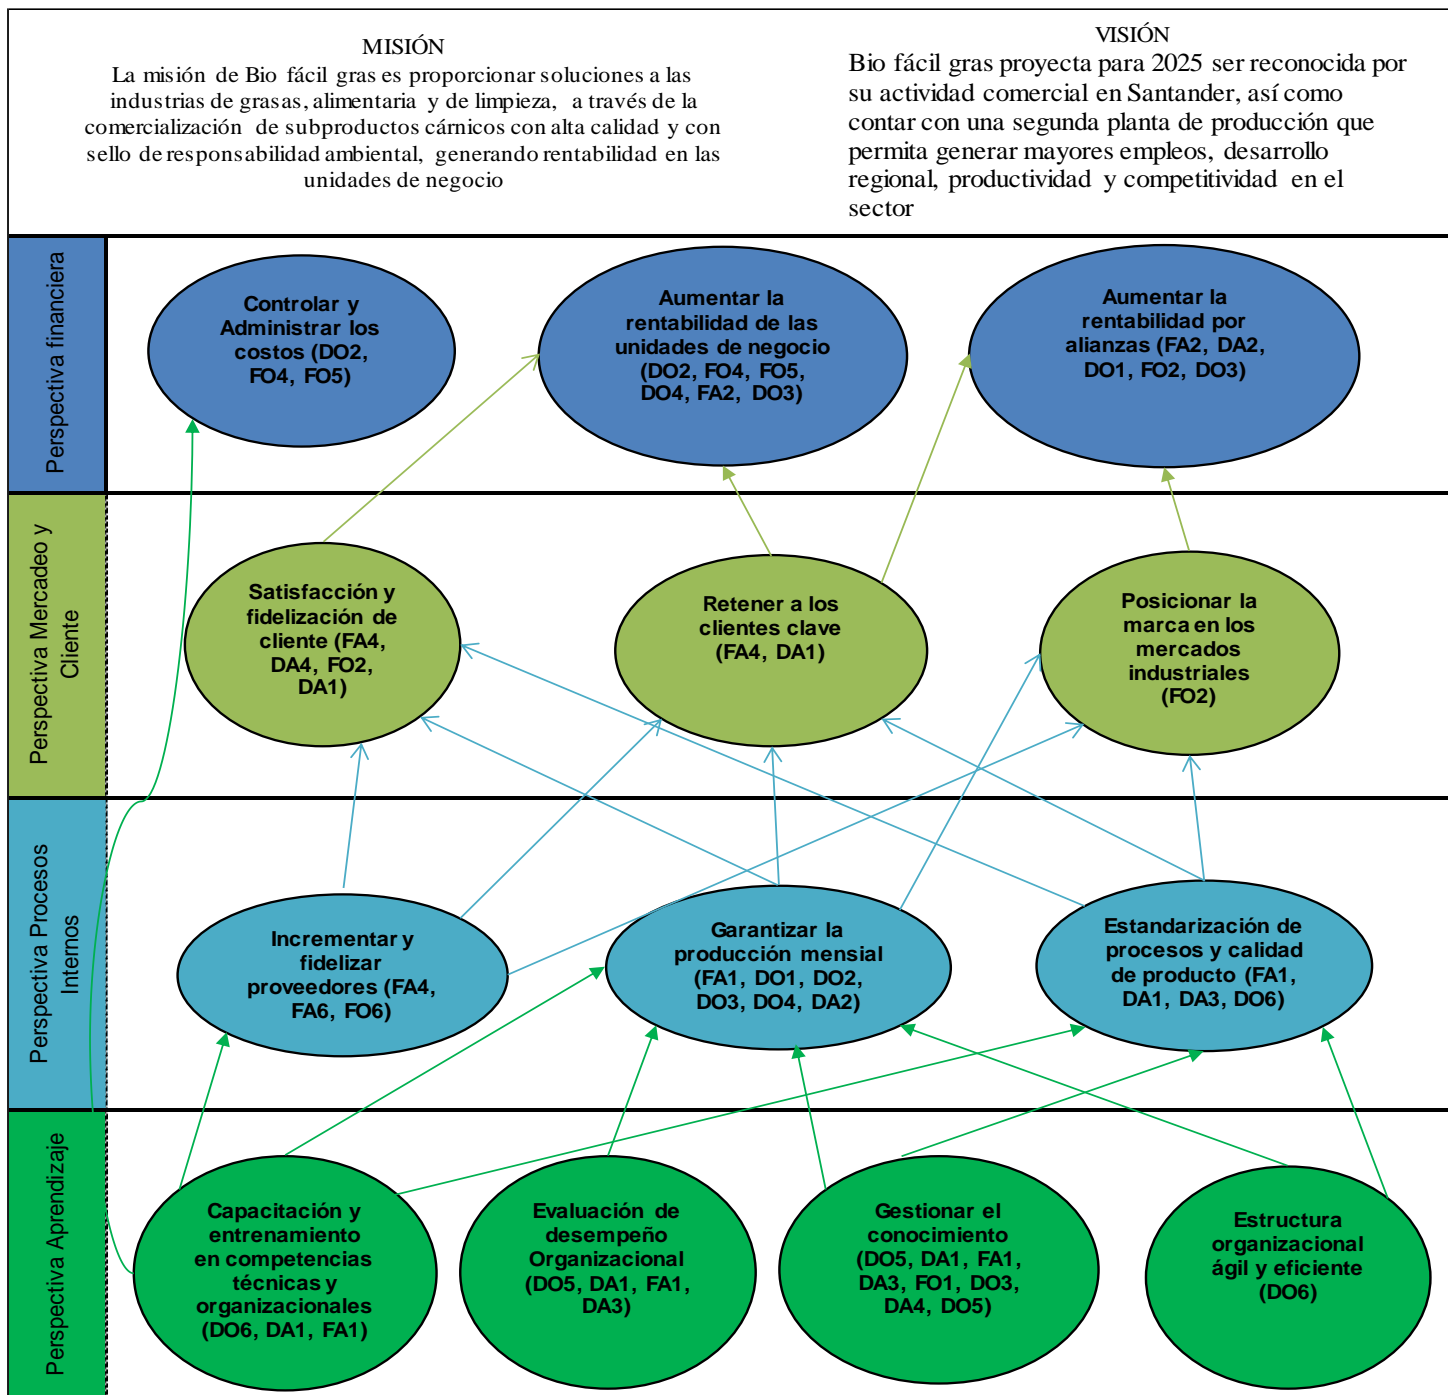 MISIÓN
La misión de Bio fácil gras es proporcionar soluciones a las
industrias de grasas, alimentaria y de limpieza, a través de la
comercialización de subproductos cárnicos con alta calidad y con
sello de responsabilidad ambiental, generando rentabilidad en las
unidades de negocio
VISIÓN
Bio fácil gras proyecta para 2025 ser reconocida por
su actividad comercial en Santander, así como
contar con una segunda planta de producción que
permita generar mayores empleos, desarrollo
regional, productividad y competitividad en el
sector
Perspectiva financiera
Controlar y
Administrar los
costos (DO2,
FO4, FO5)
Aumentar la
rentabilidad de las
unidades de negocio
(DO2, FO4, FO5,
DO4, FA2, DO3)
Aumentar la
rentabilidad por
alianzas (FA2, DA2,
DO1, FO2, DO3)
Perspectiva Mercadeo y
Cliente
Satisfacción y
fidelización de
cliente (FA4,
DA4, FO2,
DA1)
Retener a los
clientes clave
(FA4, DA1)
Posicionar la
marca en los
mercados
industriales
(FO2)
Perspectiva Procesos
Internos
Incrementar y
fidelizar
proveedores (FA4,
FA6, FO6)
Garantizar la
producción mensial
(FA1, DO1, DO2,
DO3, DO4, DA2)
Estandarización de
procesos y calidad
de producto (FA1,
DA1, DA3, DO6)
Perspectiva Aprendizaje
Capacitación y
entrenamiento
en competencias
técnicas y
organizacionales
(DO6, DA1, FA1)
Evaluación de
desempeño
Organizacional
(DO5, DA1, FA1,
DA3)
Gestionar el
conocimiento
(DO5, DA1, FA1,
DA3, FO1, DO3,
DA4, DO5)
Estructura
organizacional
ágil y eficiente
(DO6)